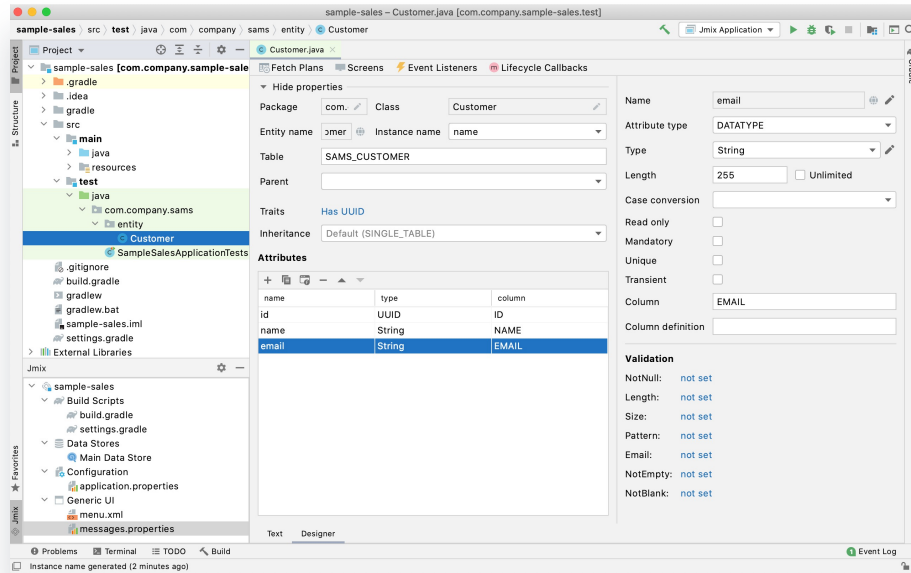 sample-sales – Customer.java [com.company.sample-sales.test]
sample-sales src test java com company sams entity Customer
Jmix Application
Project
Customer.java
Fetch Plans Screens Event Listeners Lifecycle Callbacks
Project
Structure
Favorites
Jmix
sample-sales [com.company.sample-sale
.gradle
.idea
gradle
src
main
java
resources
test
java
com.company.sams
entity
Customer
SampleSalesApplicationTests
.gitignore
build.gradle
gradlew
gradlew.bat
sample-sales.iml
settings.gradle
External Libraries
Jmix
sample-sales
Build Scripts
build.gradle
settings.gradle
Data Stores
Main Data Store
Configuration
application.properties
Generic UI
menu.xml
messages.properties
Hide properties
Package com. Class Customer
Entity name omer Instance name name
Table SAMS_CUSTOMER
Parent
Traits Has UUID
Inheritance Default (SINGLE_TABLE)
Attributes
name type column
id UUID ID
name String NAME
email String EMAIL
Text Designer
Name email
Attribute type DATATYPE
Type String
Length 255 Unlimited
Case conversion
Read only
Mandatory
Unique
Transient
Column EMAIL
Column definition
Validation
NotNull: not set
Length: not set
Size: not set
Pattern: not set
Email: not set
NotEmpty: not set
NotBlank: not set
Problems Terminal TODO Build
1 Event Log
Instance name generated (2 minutes ago)